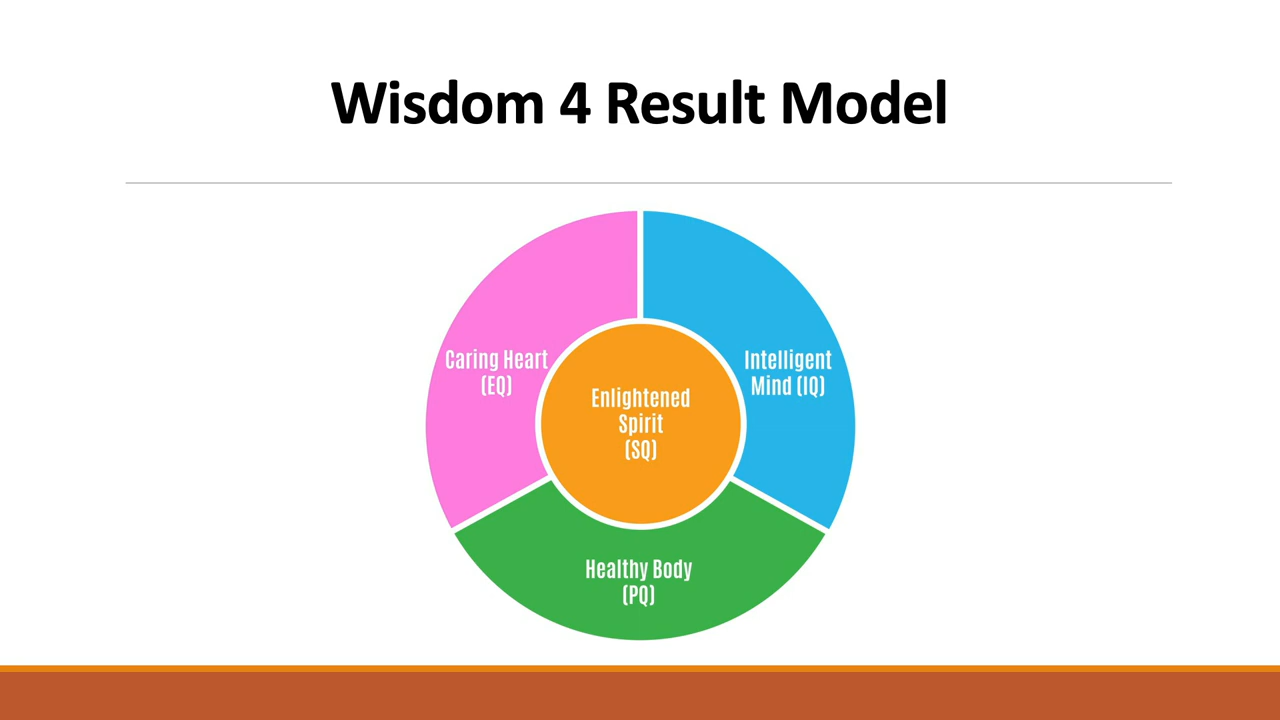 Wisdom 4 Result Model
Caring Heart
(EQ)
Intelligent
Mind (IQ)
Enlightened
Spirit
(SQ)
Healthy Body
(PQ)